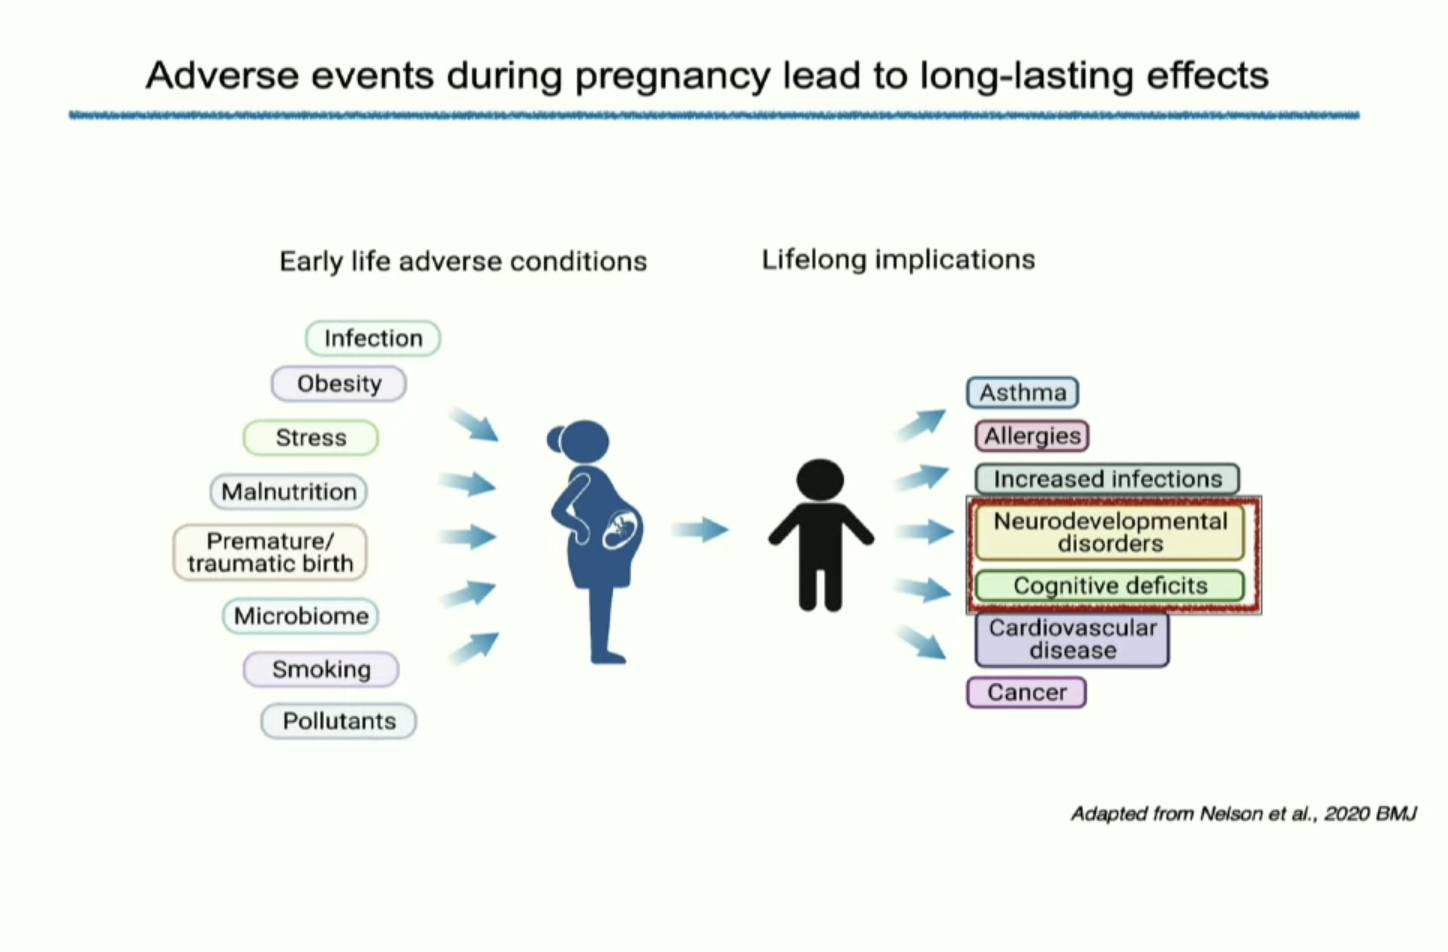 Adverse events during pregnancy lead to long-lasting effects
Early life adverse conditions
Lifelong implications
Infection
Obesity
Stress
Malnutrition
Premature/
traumatic birth
Microbiome
Smoking
Pollutants
Asthma
Allergies
Increased infections
Neurodevelopmental
disorders
Cognitive deficits
Cardiovascular
disease
Cancer
Adapted from Nelson et al., 2020 BMJ